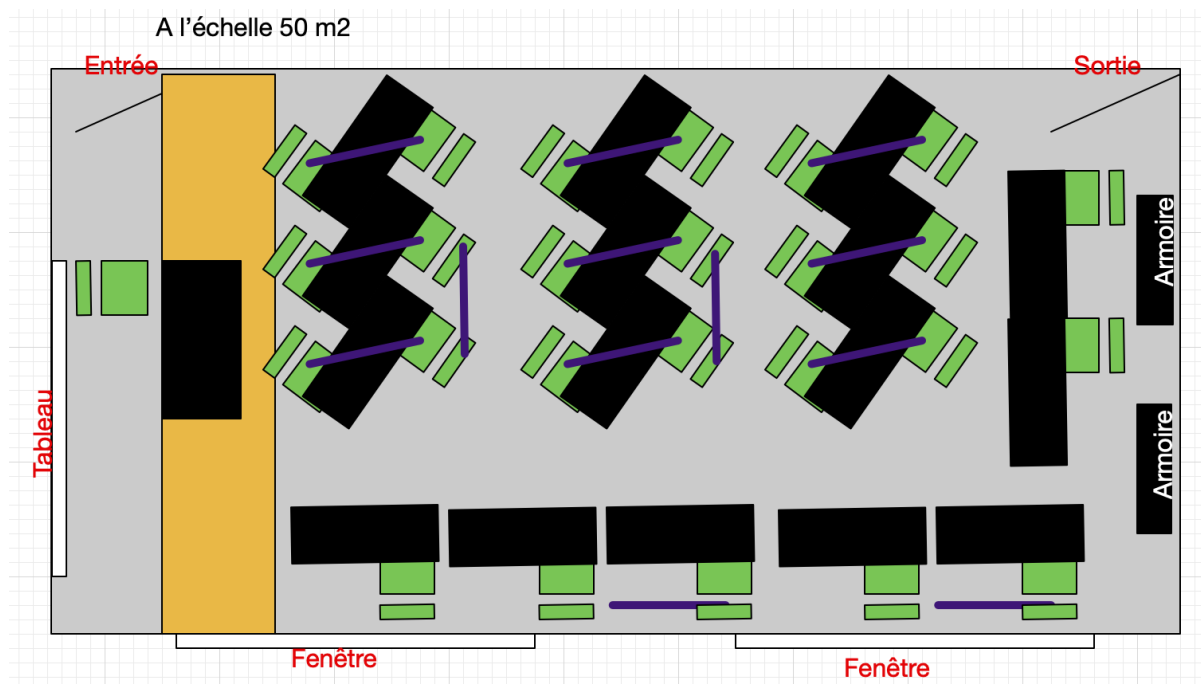 A l’échelle 50 m2
Entrée
Sortie
Armoire
Tableau
Armoire
Fenêtre
Fenêtre